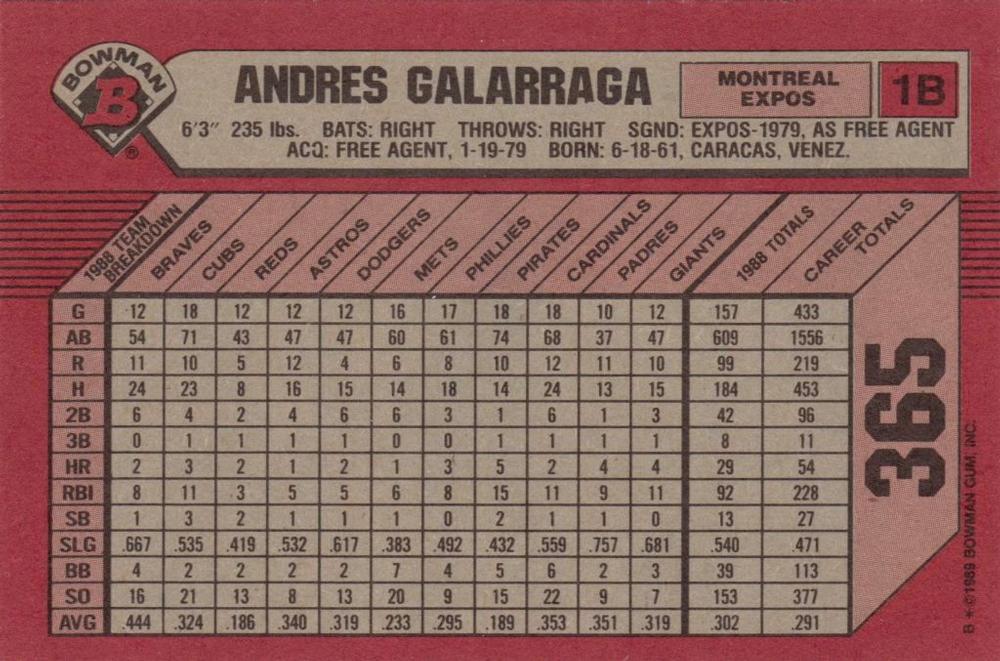 BOWMAN
B
®
ANDRES GALARRAGA
MONTREAL
EXPOS
1B
6'3" 235 lbs. BATS: RIGHT THROWS: RIGHT SGND: EXPOS-1979, AS FREE AGENT
ACQ: FREE AGENT, 1-19-79 BORN: 6-18-61, CARACAS, VENEZ.
1988 TEAM BREAKDOWN BRAVES CUBS REDS ASTROS DODGERS METS PHILLIES PIRATES CARDINALS PADRES GIANTS 1988 TOTALS CAREER TOTALS
G 12 18 12 12 12 16 17 18 18 10 12 157 433
AB 54 71 43 47 47 60 61 74 68 37 47 609 1556
R 11 10 5 12 4 6 8 10 12 11 10 99 219
H 24 23 8 16 15 14 18 14 24 13 15 184 453
2B 6 4 2 4 6 6 3 1 6 1 3 42 96
3B 0 1 1 1 1 0 0 1 1 1 1 8 11
HR 2 3 2 1 2 1 3 5 2 4 4 29 54
RBI 8 11 3 5 5 6 8 15 11 9 11 92 228
SB 1 3 2 1 1 1 0 2 1 1 0 13 27
SLG .667 .535 .419 .532 .617 .383 .492 .432 .559 .757 .681 .540 .471
BB 4 2 2 2 2 7 4 5 6 2 3 39 113
SO 16 21 13 8 13 20 9 15 22 9 7 153 377
AVG .444 .324 .186 .340 .319 .233 .295 .189 .353 .351 .319 .302 .291
365
B*©1989 BOWMAN GUM, INC.